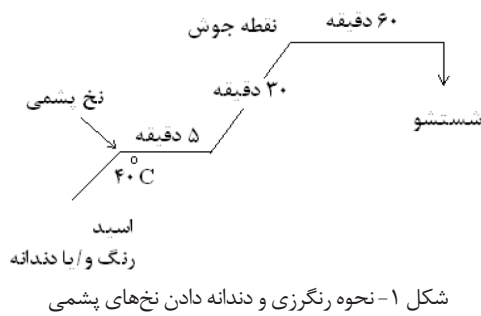 ۶۰ دقیقه
نقطه جوش
۳۰ دقیقه
نخ پشمی
شستشو
۵ دقیقه
۴۰°C
اسید
رنگ و/یا دندانه
شکل ۱- نحوه رنگرزی و دندانه دادن نخ‌های پشمی